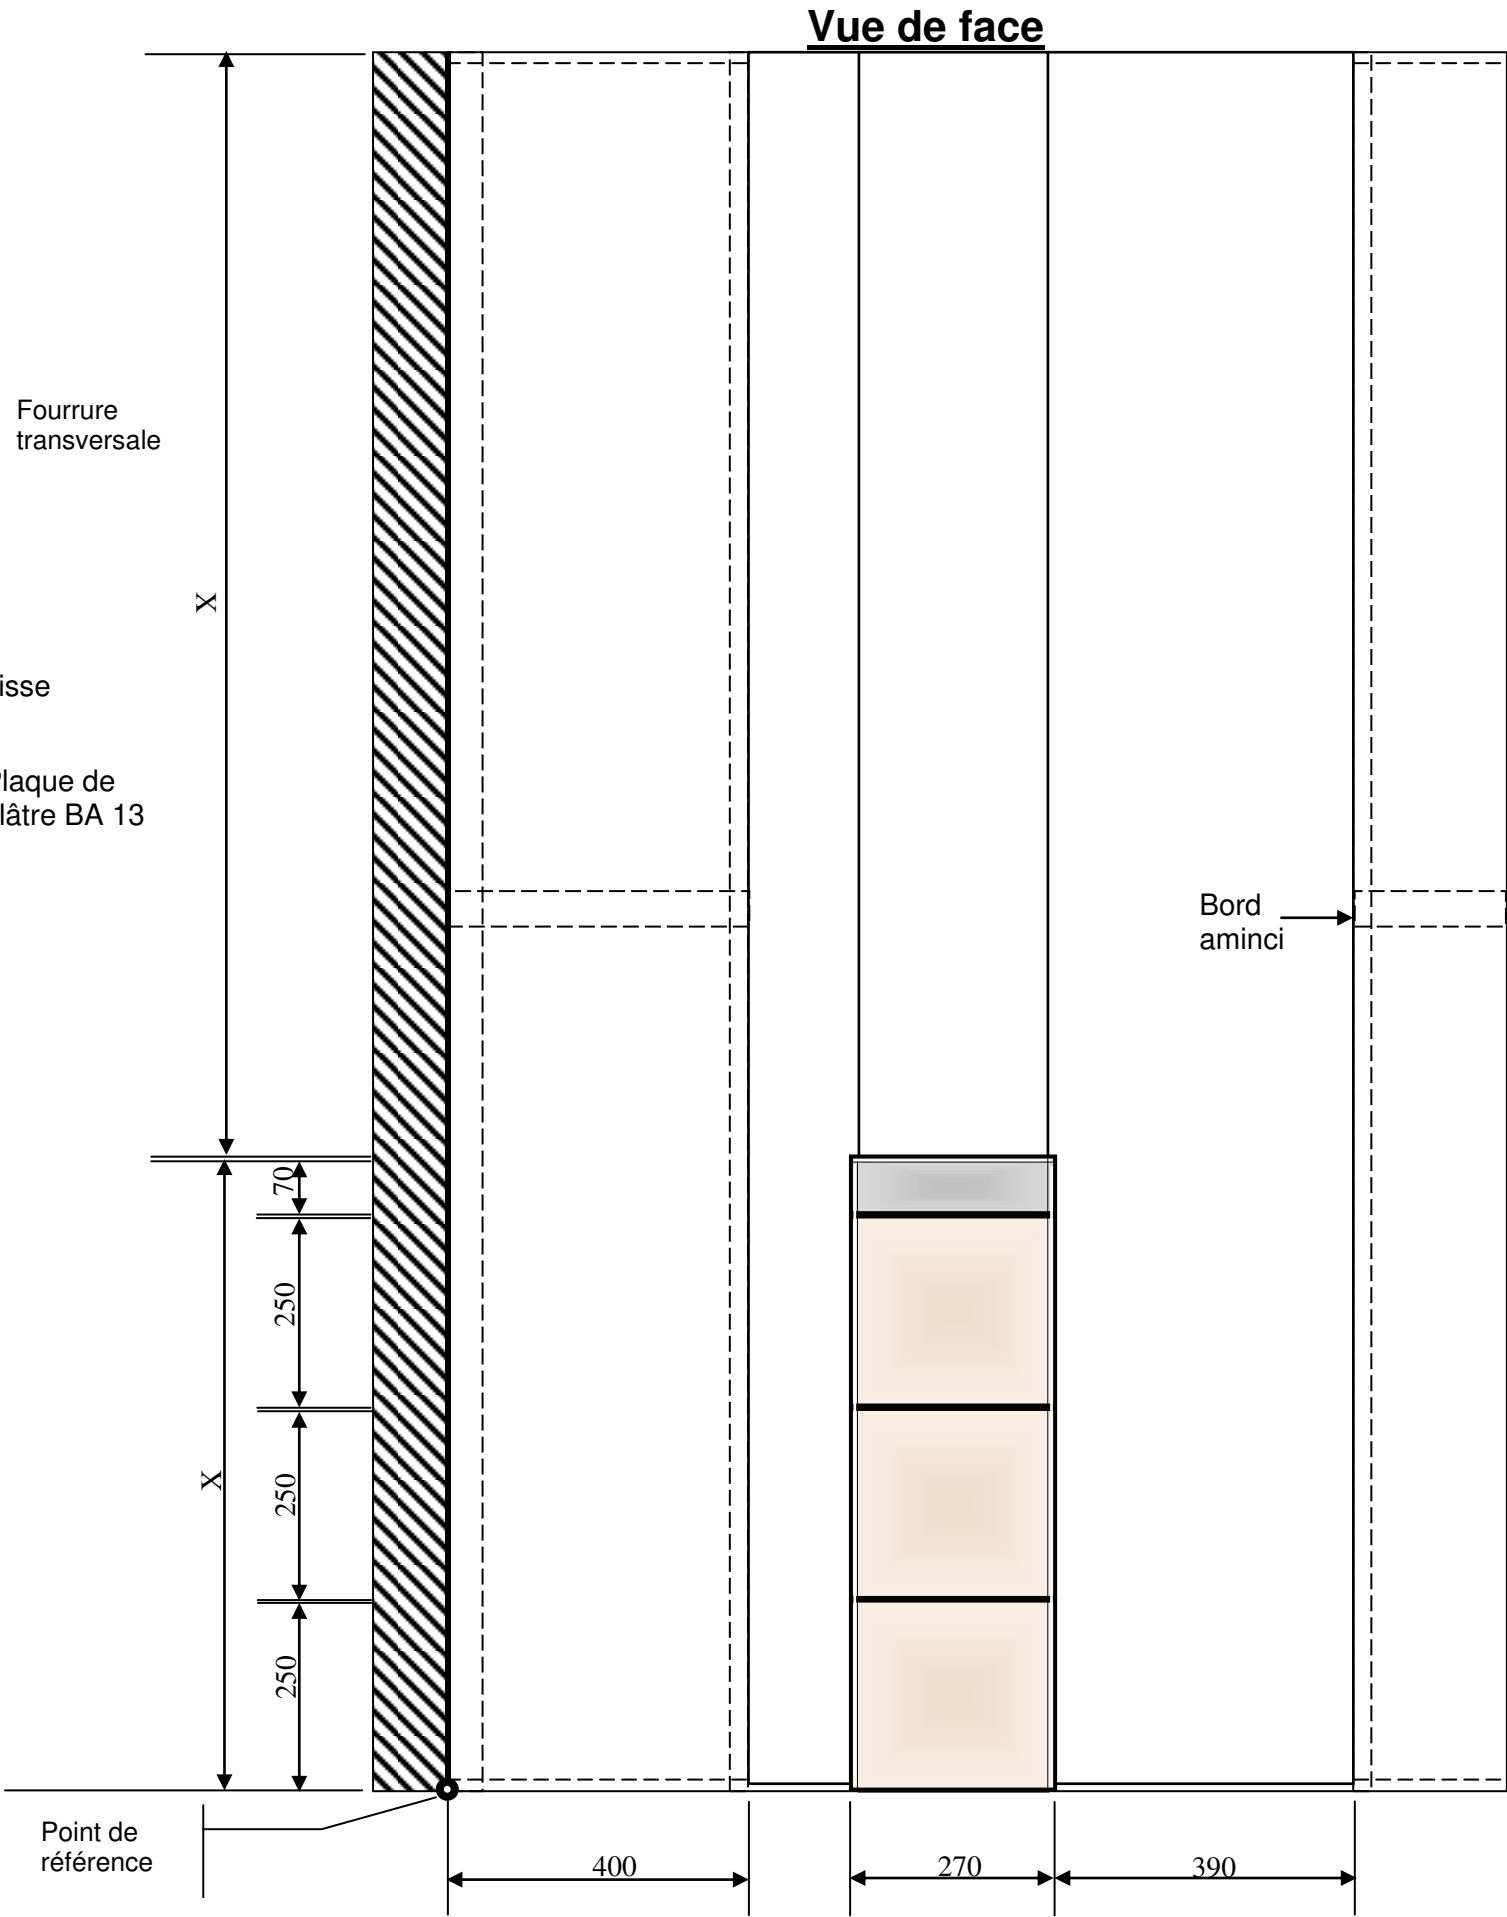 Vue de face
Fourrure
transversale
X
isse
laque de
lâtre BA 13
Bord
aminci
70
250
X
250
250
Point de
référence
400
270
390